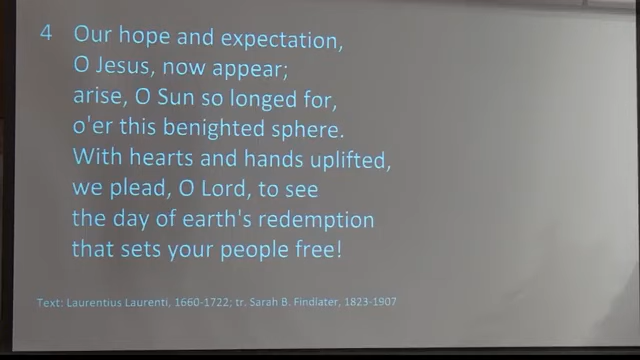 4 Our hope and expectation,
O Jesus, now appear;
arise, O Sun so longed for,
o'er this benighted sphere.
With hearts and hands uplifted,
we plead, O Lord, to see
the day of earth's redemption
that sets your people free!
Text: Laurentius Laurenti, 1660-1722; tr. Sarah B. Findlater, 1823-1907